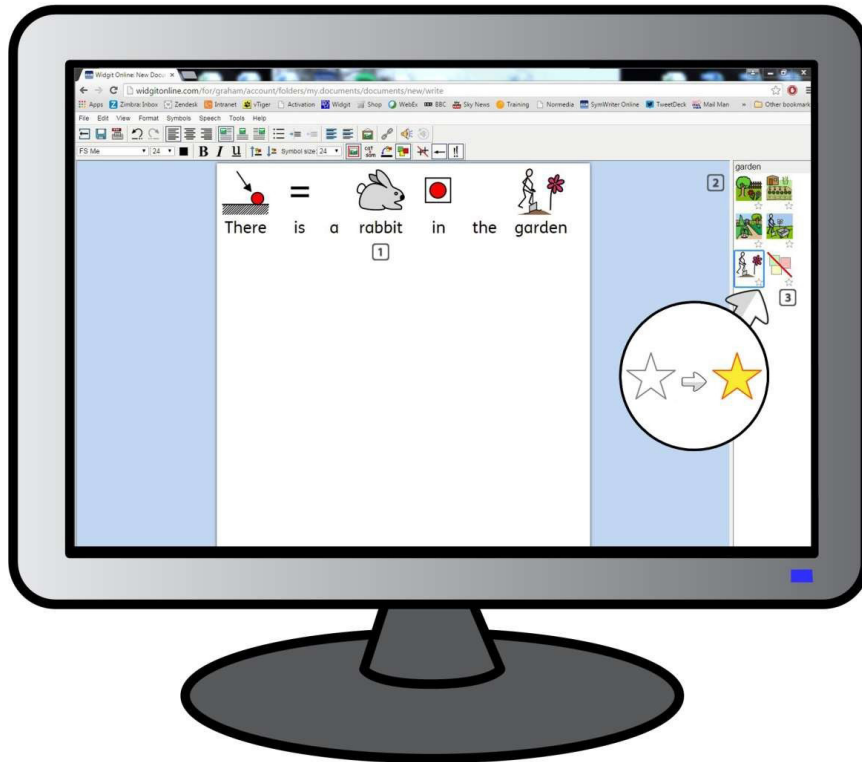 Widgit Online: New Docu
widgitonline.com/for/graham/account/folders/my.documents/documents/new/write
Apps Zimbra: Inbox Zendesk Intranet vTiger Activation Widgit Shop WebEx BBC Sky News Training Normedia SymWriter Online TweetDeck Mail Man » Other bookmark
File Edit View Format Symbols Speech Tools Help
FS Me 24 B I U Symbol size: 24
garden
2
There is a rabbit in the garden
1
3